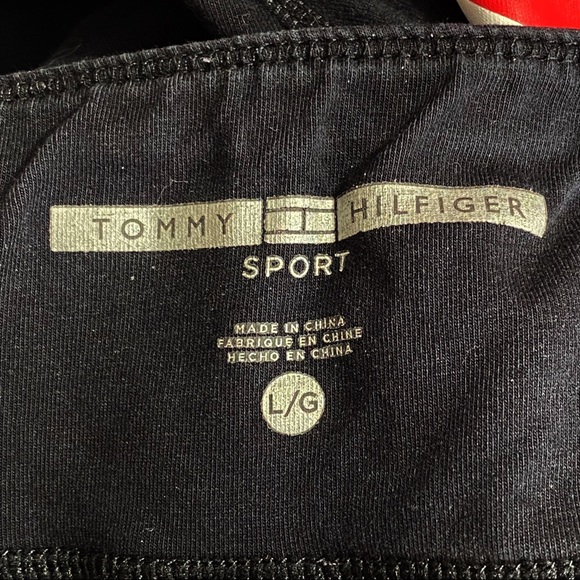 TOMMY HILFIGER
SPORT
MADE IN CHINA
FABRIQUE EN CHINE
HECHO EN CHINA
L/G